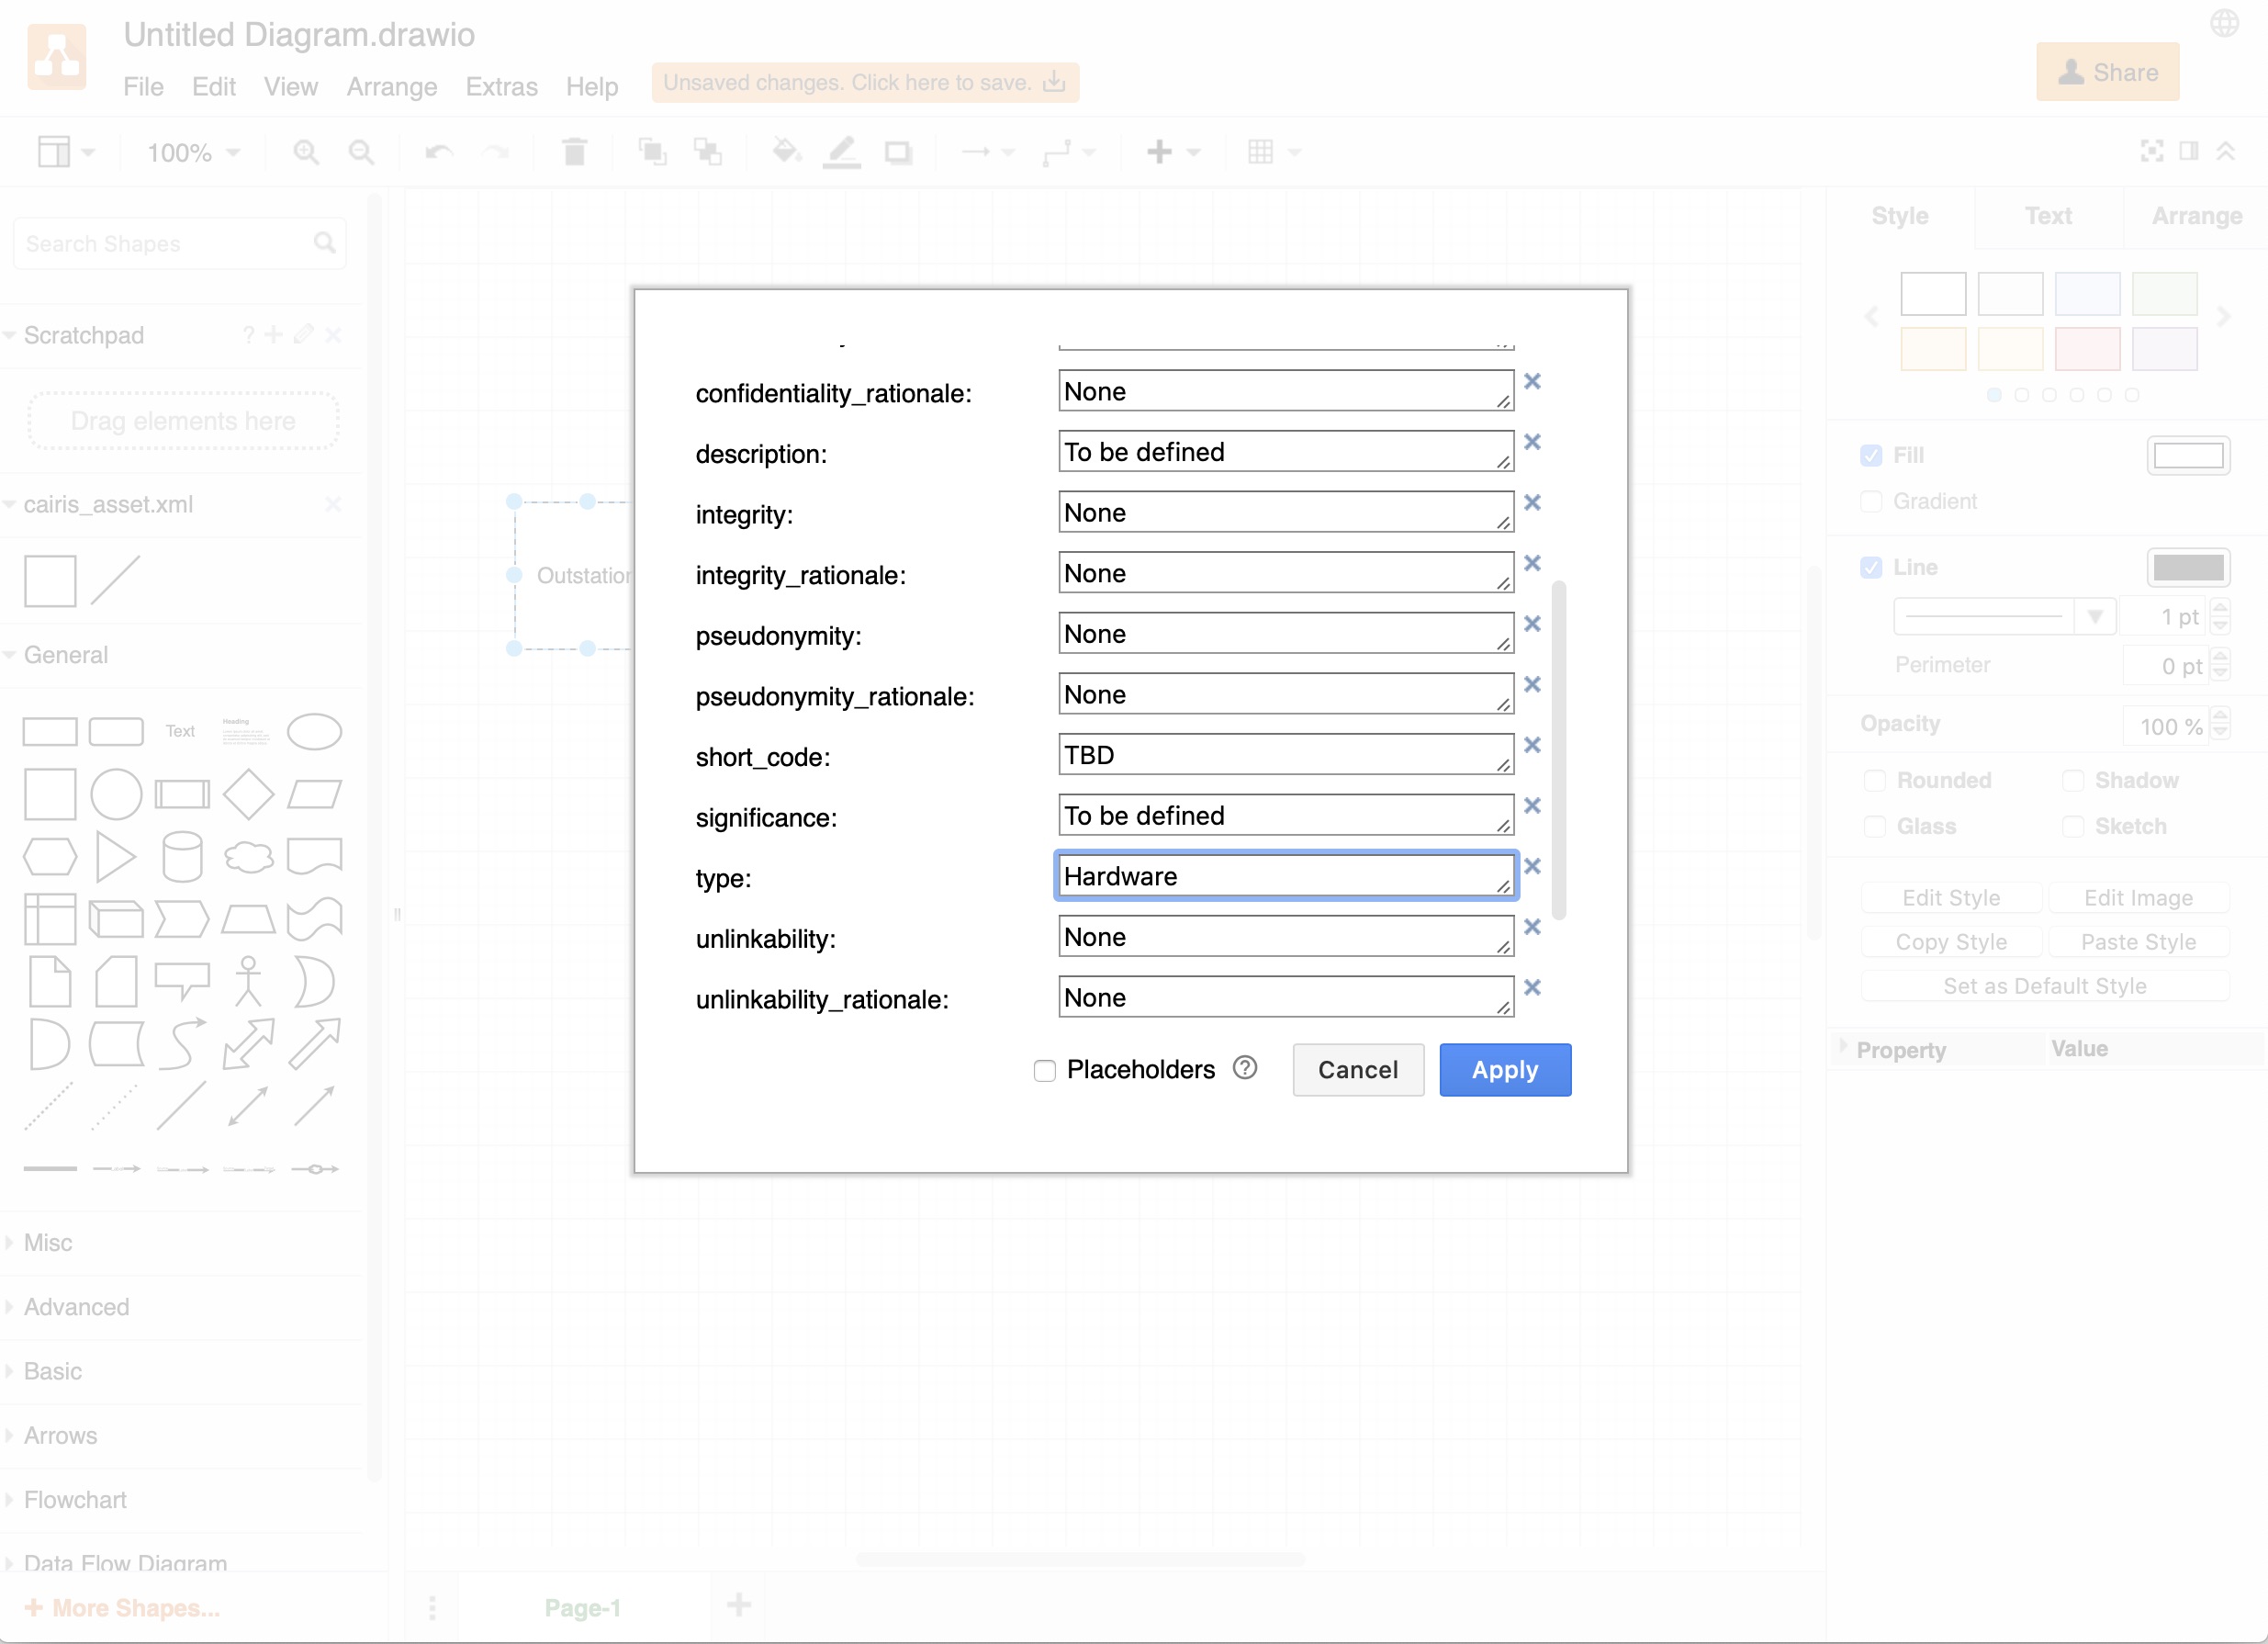 Untitled Diagram.drawio
File Edit View Arrange Extras Help Unsaved changes. Click here to save.
Share
100%
Search Shapes
Scratchpad ?
Drag elements here
cairis_asset.xml
General
Text
Heading
Misc
Advanced
Basic
Arrows
Flowchart
Data Flow Diagram
+ More Shapes...
Outstation
confidentiality_rationale: None
description: To be defined
integrity: None
integrity_rationale: None
pseudonymity: None
pseudonymity_rationale: None
short_code: TBD
significance: To be defined
type: Hardware
unlinkability: None
unlinkability_rationale: None
Placeholders ? Cancel Apply
Page-1
Style Text Arrange
Fill
Gradient
Line
1 pt
Perimeter 0 pt
Opacity 100 %
Rounded Shadow
Glass Sketch
Edit Style Edit Image
Copy Style Paste Style
Set as Default Style
Property Value